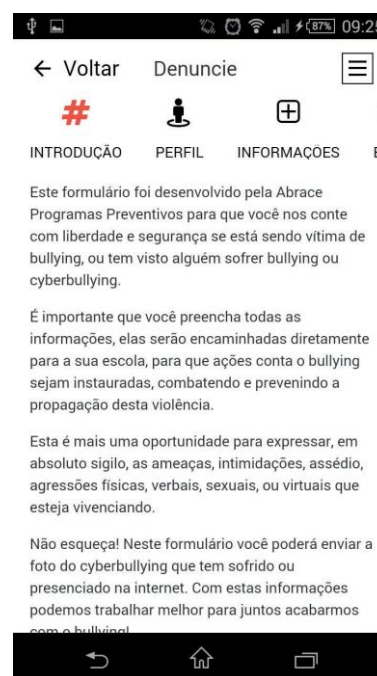 87% 09:25
← Voltar Denuncie
#
INTRODUÇÃO PERFIL INFORMAÇÕES E
Este formulário foi desenvolvido pela Abrace
Programas Preventivos para que você nos conte
com liberdade e segurança se está sendo vítima de
bullying, ou tem visto alguém sofrer bullying ou
cyberbullying.
É importante que você preencha todas as
informações, elas serão encaminhadas diretamente
para a sua escola, para que ações conta o bullying
sejam instauradas, combatendo e prevenindo a
propagação desta violência.
Esta é mais uma oportunidade para expressar, em
absoluto sigilo, as ameaças, intimidações, assédio,
agressões físicas, verbais, sexuais, ou virtuais que
esteja vivenciando.
Não esqueça! Neste formulário você poderá enviar a
foto do cyberbullying que tem sofrido ou
presenciado na internet. Com estas informações
podemos trabalhar melhor para juntos acabarmos
com o bullying!